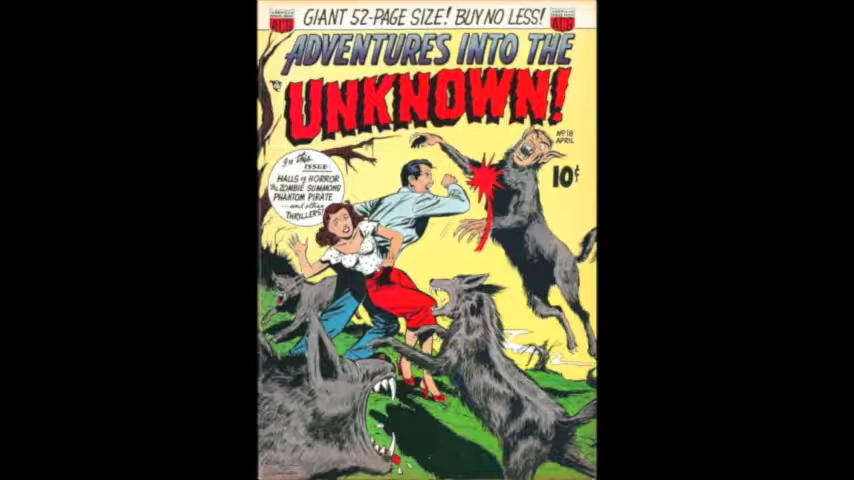 GIANT 52-PAGE SIZE! BUY NO LESS!
ADVENTURES INTO THE
UNKNOWN!
Nº 18
APRIL
10¢
In this
ISSUE:
HALLS of HORROR
The ZOMBIE SUMMONS
PHANTOM PIRATE
---and other
THRILLERS!